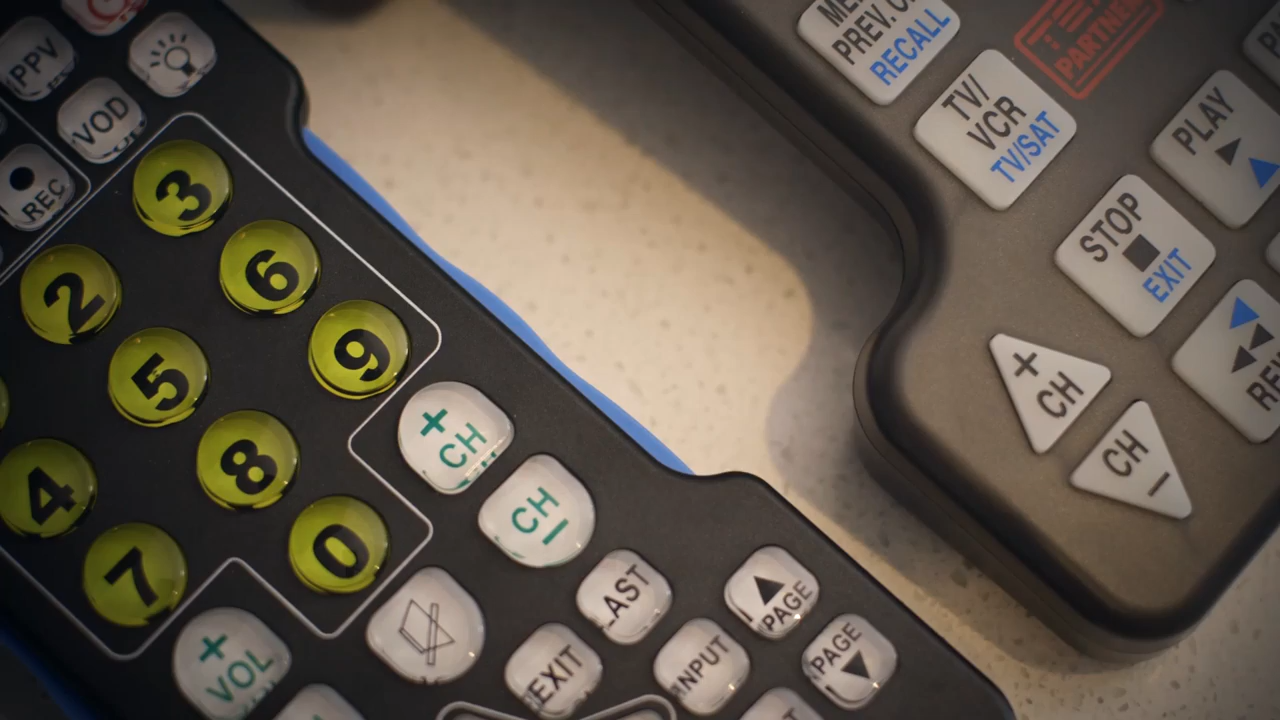 PPV
VOD
REC
3
2
6
5
9
4
8
7
0
+
CH
CH
-
+
VOL
LAST
EXIT
INPUT
PAGE
PAGE
PREV.
RECALL
TV/
VCR
TV/SAT
PARTNER
PLAY
STOP
EXIT
+
CH
CH
-